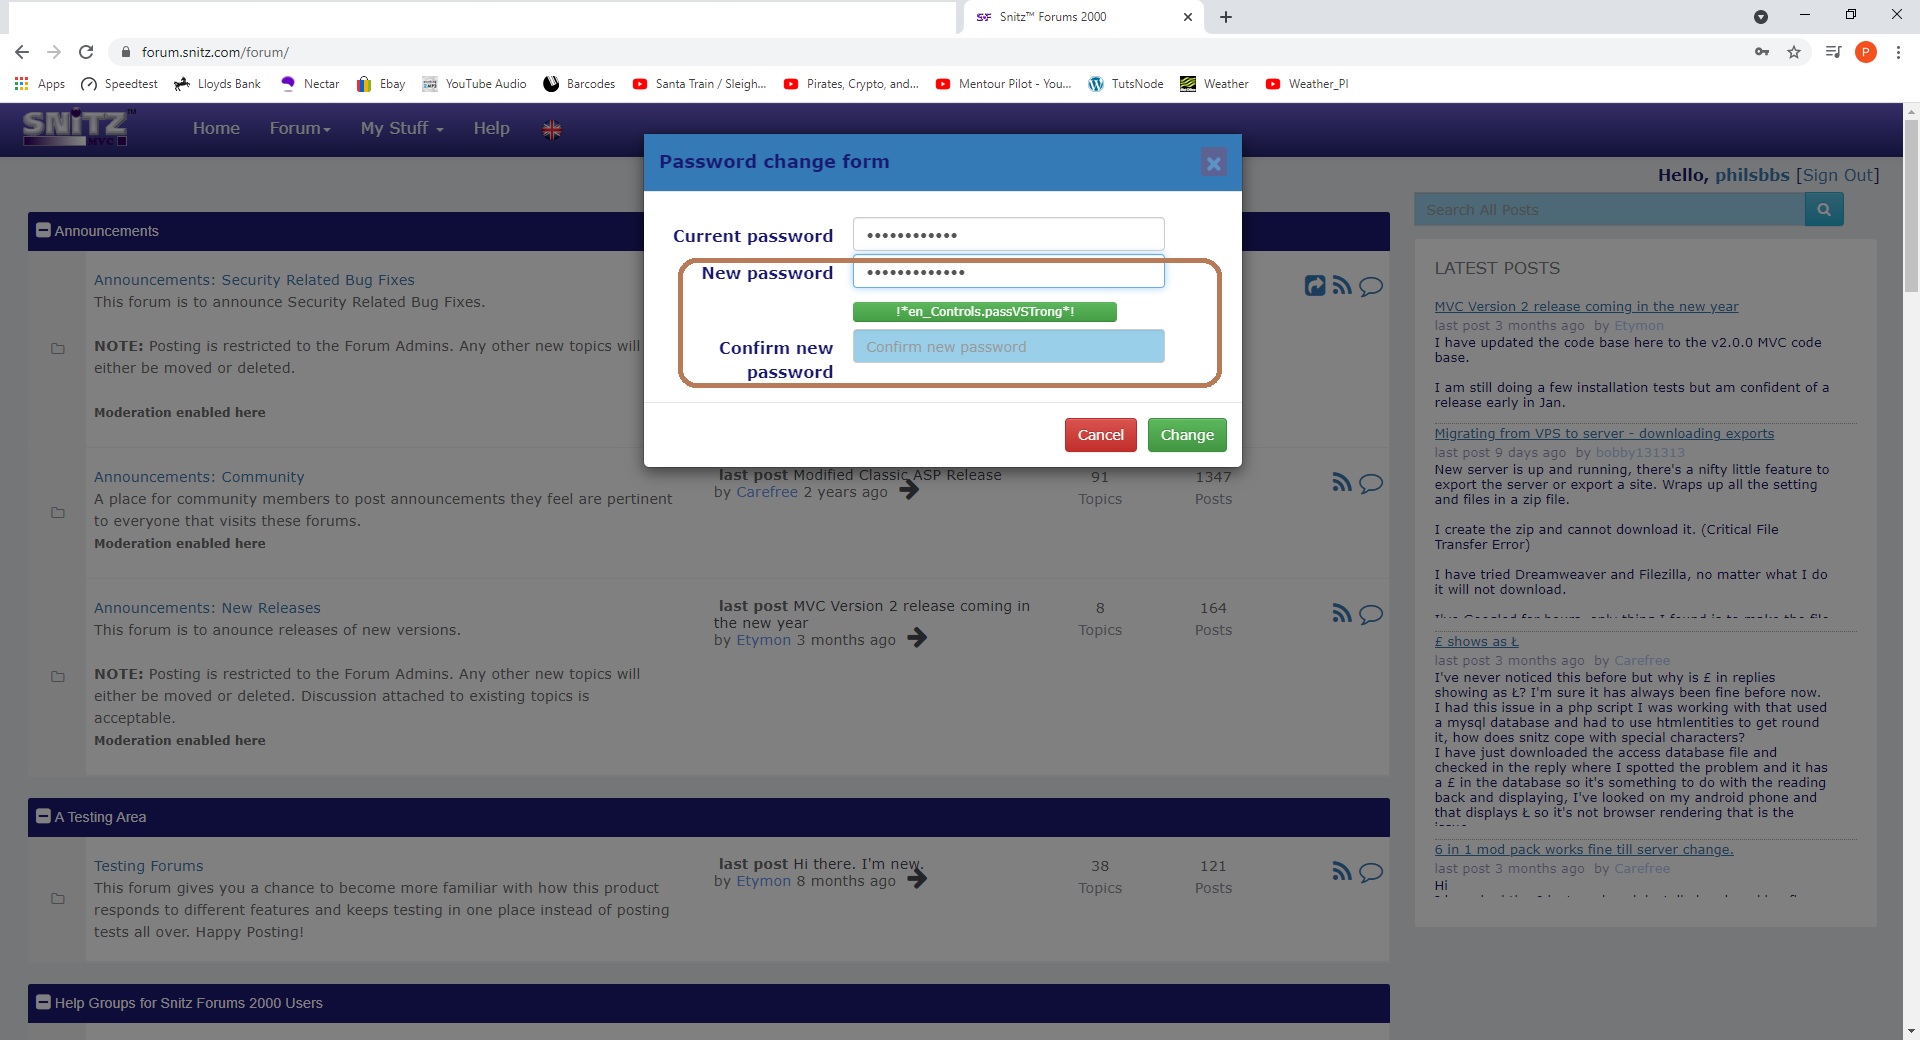 Snitz™ Forums 2000
forum.snitz.com/forum/
P
Apps Speedtest Lloyds Bank Nectar Ebay YouTube Audio Barcodes Santa Train / Sleigh... Pirates, Crypto, and... Mentour Pilot - You... TutsNode Weather Weather_PI
SNiTZ™
MVC
Home Forum My Stuff Help
Hello, philsbbs [Sign Out]
Search All Posts
Password change form
Current password
New password
!*en_Controls.passVSTrong*!
Confirm new
password
Confirm new password
Cancel Change
Announcements
Announcements: Security Related Bug Fixes
This forum is to announce Security Related Bug Fixes.
NOTE: Posting is restricted to the Forum Admins. Any other new topics will
either be moved or deleted.
Moderation enabled here
Announcements: Community
A place for community members to post announcements they feel are pertinent
to everyone that visits these forums.
Moderation enabled here
last post Modified Classic ASP Release
by Carefree 2 years ago
91
Topics
1347
Posts
Announcements: New Releases
This forum is to anounce releases of new versions.
NOTE: Posting is restricted to the Forum Admins. Any other new topics will
either be moved or deleted. Discussion attached to existing topics is
acceptable.
Moderation enabled here
last post MVC Version 2 release coming in
the new year
by Etymon 3 months ago
8
Topics
164
Posts
A Testing Area
Testing Forums
This forum gives you a chance to become more familiar with how this product
responds to different features and keeps testing in one place instead of posting
tests all over. Happy Posting!
last post Hi there. I'm new.
by Etymon 8 months ago
38
Topics
121
Posts
Help Groups for Snitz Forums 2000 Users
LATEST POSTS
MVC Version 2 release coming in the new year
last post 3 months ago by Etymon
I have updated the code base here to the v2.0.0 MVC code
base.
I am still doing a few installation tests but am confident of a
release early in Jan.
Migrating from VPS to server - downloading exports
last post 9 days ago by bobby131313
New server is up and running, there's a nifty little feature to
export the server or export a site. Wraps up all the setting
and files in a zip file.
I create the zip and cannot download it. (Critical File
Transfer Error)
I have tried Dreamweaver and Filezilla, no matter what I do
it will not download.
£ shows as Ł
last post 3 months ago by Carefree
I've never noticed this before but why is £ in replies
showing as Ł? I'm sure it has always been fine before now.
I had this issue in a php script I was working with that used
a mysql database and had to use htmlentities to get round
it, how does snitz cope with special characters?
I have just downloaded the access database file and
checked in the reply where I spotted the problem and it has
a £ in the database so it's something to do with the reading
back and displaying, I've looked on my android phone and
that displays Ł so it's not browser rendering that is the
6 in 1 mod pack works fine till server change.
last post 3 months ago by Carefree
Hi